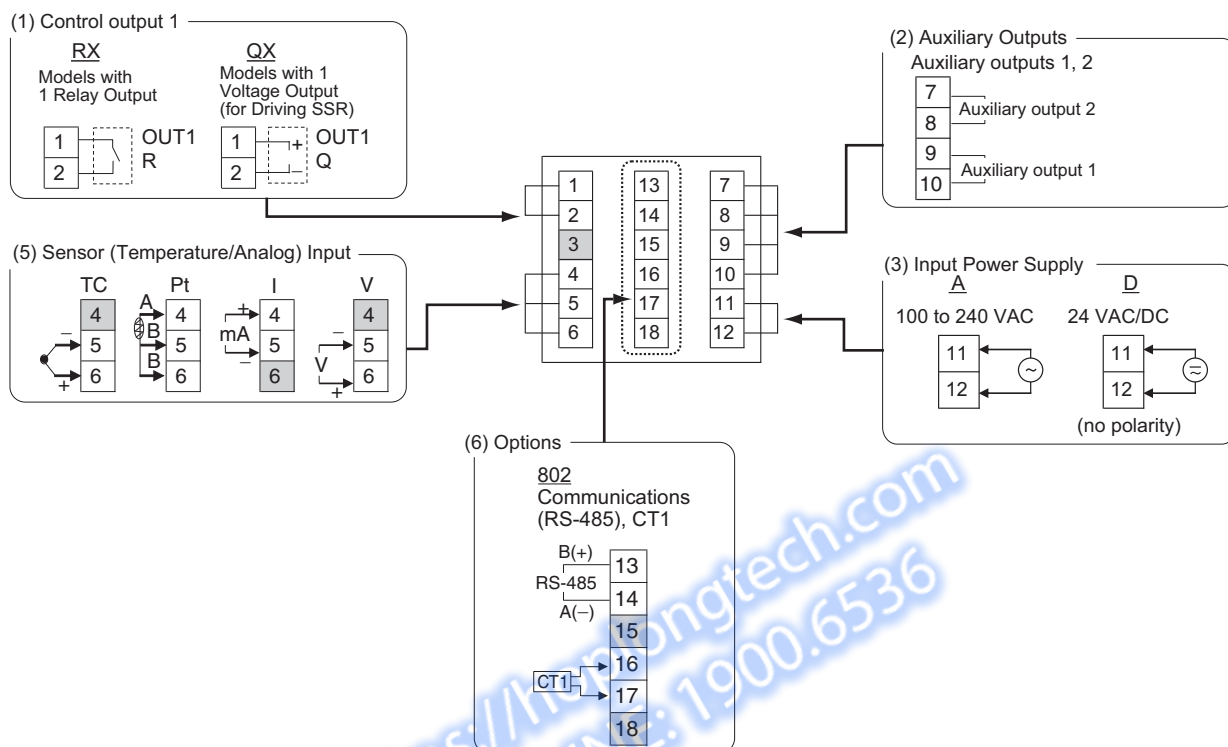 (1) Control output 1
RX
Models with
1 Relay Output
1
2
OUT1
R
QX
Models with 1
Voltage Output
(for Driving SSR)
1
2
+
−
OUT1
Q
(2) Auxiliary Outputs
Auxiliary outputs 1, 2
7
8
9
10
Auxiliary output 2
Auxiliary output 1
1
2
3
4
5
6
13
14
15
16
17
18
7
8
9
10
11
12
(5) Sensor (Temperature/Analog) Input
TC
4
5
6
−
+
Pt
A
B
B
4
5
6
I
+
mA
−
4
5
6
V
−
V
+
4
5
6
(3) Input Power Supply
A
100 to 240 VAC
11
12
D
24 VAC/DC
11
12
(no polarity)
(6) Options
802
Communications
(RS-485), CT1
B(+)
RS-485
A(−)
CT1
13
14
15
16
17
18
://hoplongtech.com
NE: 1900.6536